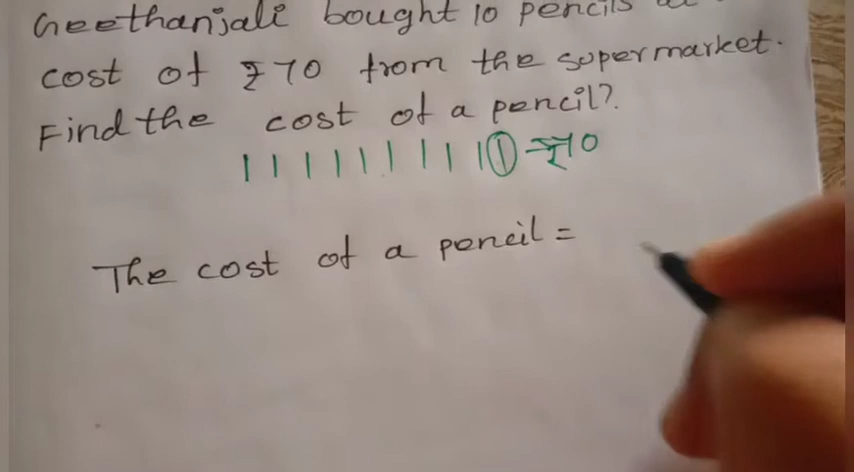 Geethanjali bought 10 pencils
cost of ₹70 from the supermarket.
Find the cost of a pencil?.
| | | | | | | | | | ① → ₹70
The cost of a pencil =